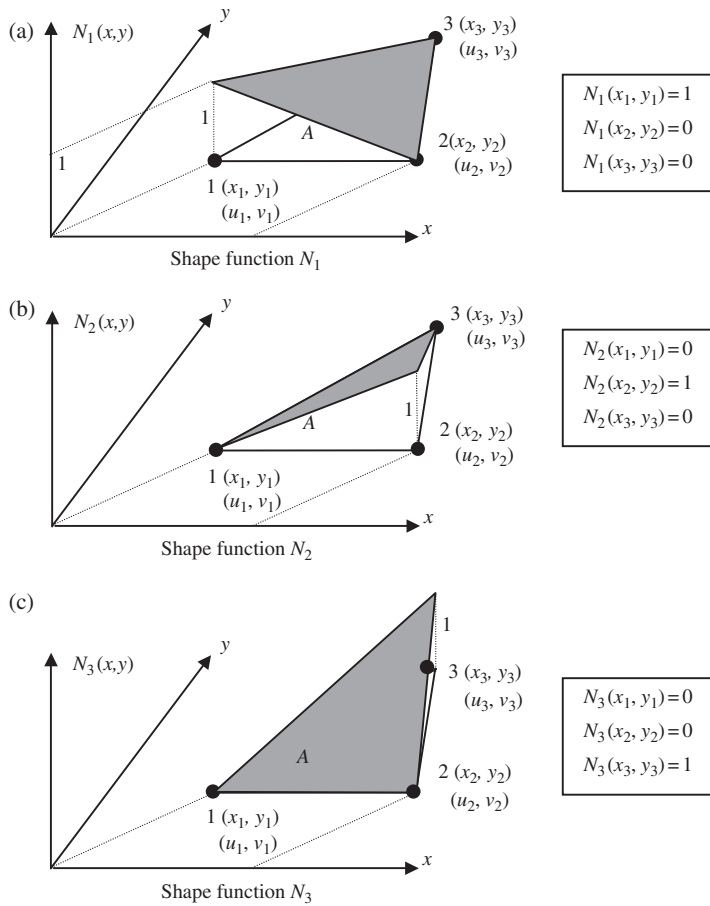 (a)
N₁(x,y)
y
3 (x₃, y₃)
(u₃, v₃)
1
1
A
2(x₂, y₂)
(u₂, v₂)
1 (x₁, y₁)
(u₁, v₁)
x
Shape function N₁
N₁(x₁, y₁)=1
N₁(x₂, y₂)=0
N₁(x₃, y₃)=0
(b)
N₂(x,y)
y
3 (x₃, y₃)
(u₃, v₃)
1
A
2 (x₂, y₂)
(u₂, v₂)
1 (x₁, y₁)
(u₁, v₁)
x
Shape function N₂
N₂(x₁, y₁)=0
N₂(x₂, y₂)=1
N₂(x₃, y₃)=0
(c)
N₃(x,y)
y
1
3 (x₃, y₃)
(u₃, v₃)
A
2 (x₂, y₂)
(u₂, v₂)
1 (x₁, y₁)
(u₁, v₁)
x
Shape function N₃
N₃(x₁, y₁)=0
N₃(x₂, y₂)=0
N₃(x₃, y₃)=1